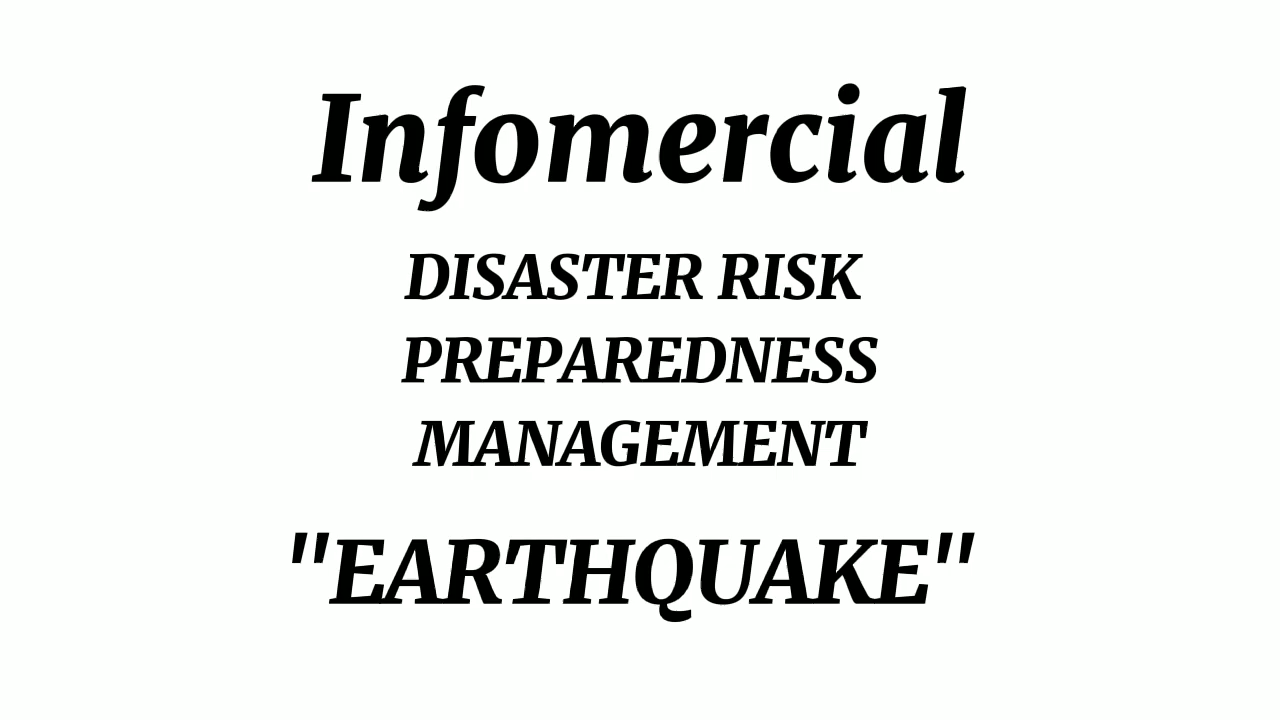 Infomercial
DISASTER RISK
PREPAREDNESS
MANAGEMENT
"EARTHQUAKE"